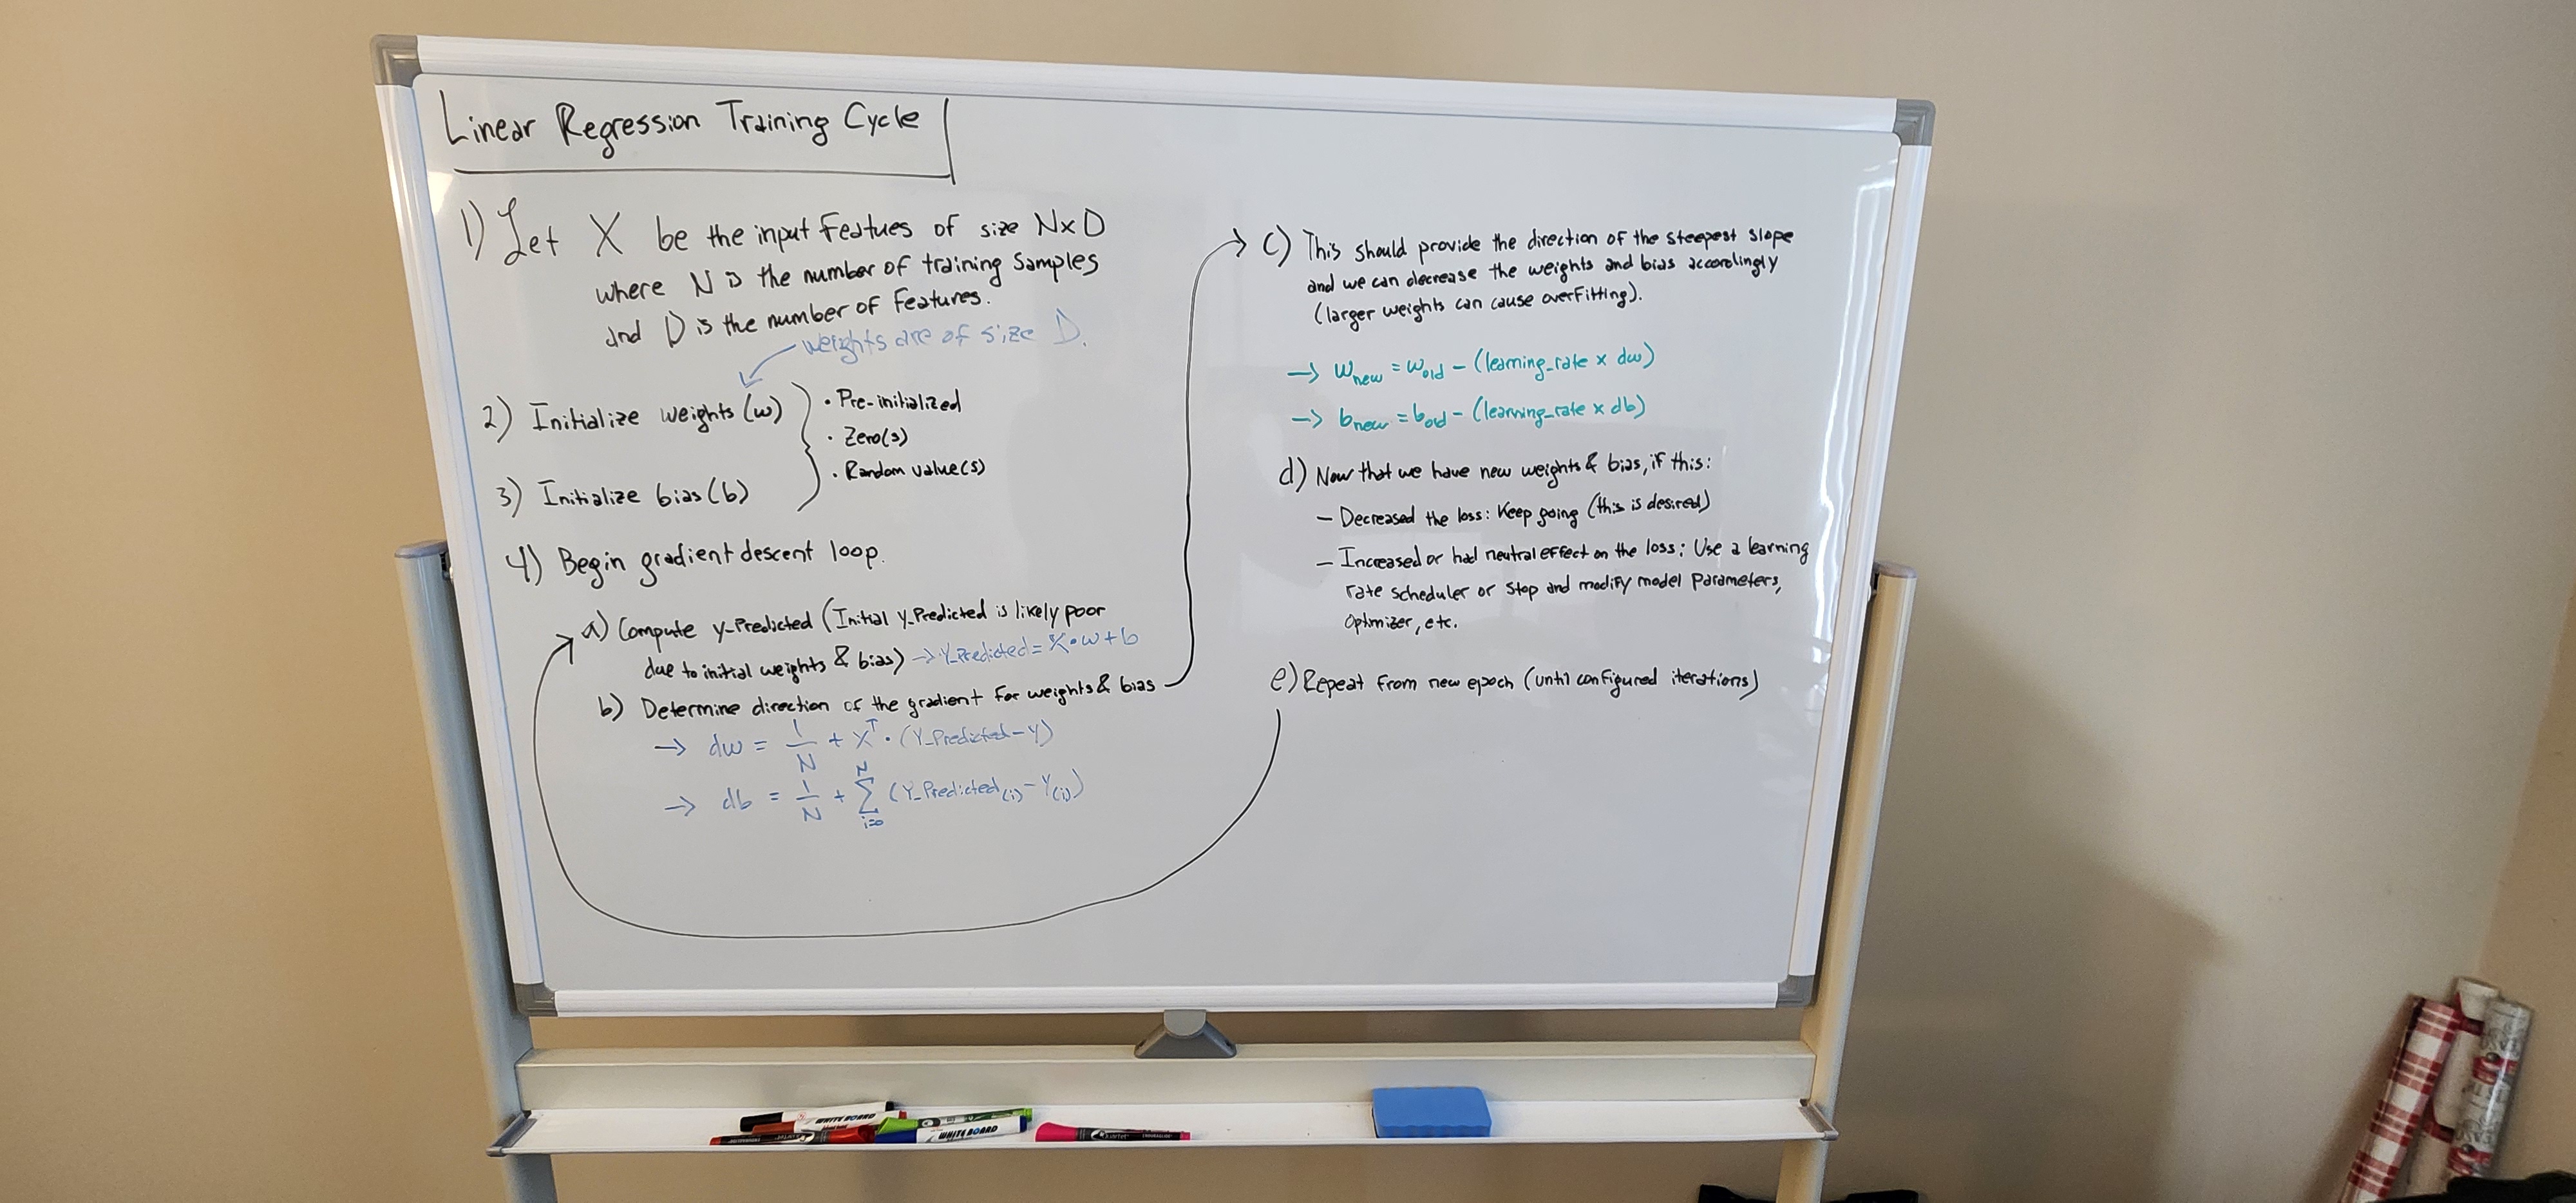 Linear Regression Training Cycle
1) Let X be the input featues of size NxD
where N is the number of training samples
and D is the number of features.
weights are of size D.
2) Initialize weights (w)
3) Initialize bias (b)
• Pre-initialized
• Zero(s)
• Random value(s)
4) Begin gradient descent loop.
a) Compute y-Predicted (Initial y_Predicted is likely poor
due to initial weights & bias) → Y_Predicted = X • w + b
b) Determine direction of the gradient for weights & bias
→ dw = 1/N + X^T • (Y_Predicted - Y)
→ db = 1/N + Σ_{i=0}^{N} (Y_Predicted_(i) - Y_(i))
c) This should provide the direction of the steepest slope
and we can decrease the weights and bias accordingly
(larger weights can cause overfitting).
→ w_new = w_old - (learning_rate x dw)
→ b_new = b_old - (learning_rate x db)
d) Now that we have new weights & bias, if this:
- Decreased the loss: Keep going (this is desired)
- Increased or had neutral effect on the loss: Use a learning
rate scheduler or stop and modify model parameters,
optimizer, etc.
e) Repeat from new epoch (until configured iterations)
WHITE BOARD
WHITE BOARD